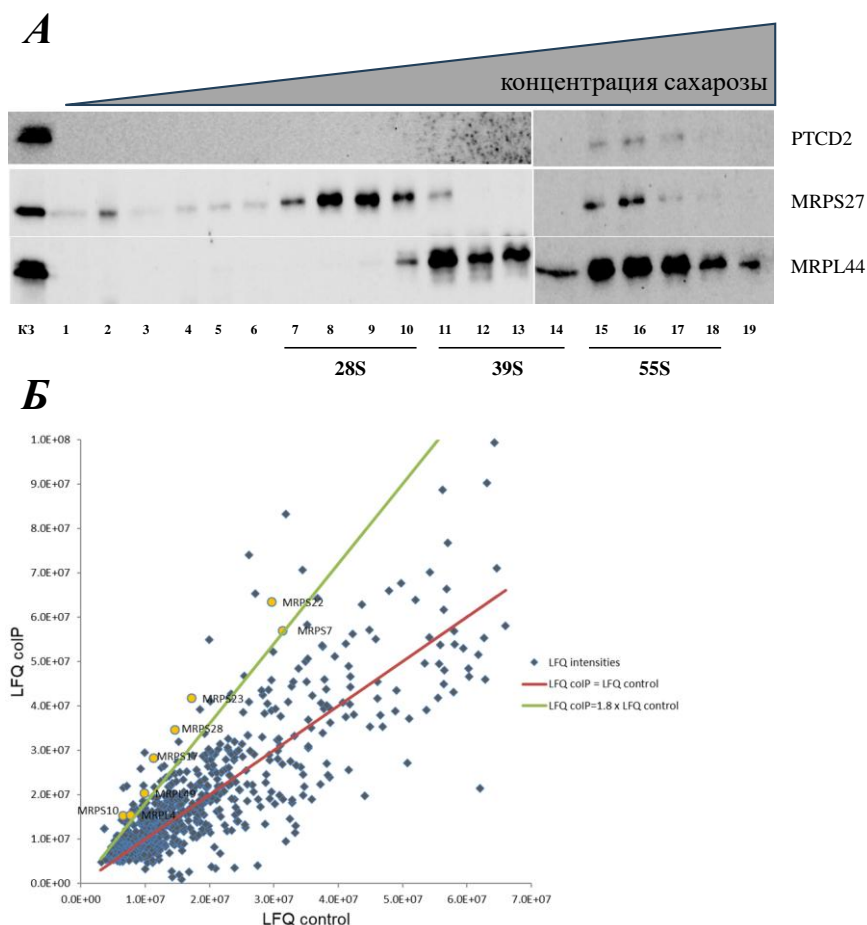 А
концентрация сахарозы
PTCD2
MRPS27
MRPL44
КЗ 1 2 3 4 5 6 7 8 9 10 11 12 13 14 15 16 17 18 19
28S 39S 55S
Б
1.0E+08
9.0E+07
8.0E+07
7.0E+07
6.0E+07
5.0E+07
4.0E+07
3.0E+07
2.0E+07
1.0E+07
0.0E+00
LFQ coIP
MRPS22
MRPS7
MRPS23
MRPS28
MRPS17
MRPL49
MRPS10
MRPL4
LFQ intensities
LFQ coIP = LFQ control
LFQ coIP=1.8 x LFQ control
0.0E+00 1.0E+07 2.0E+07 3.0E+07 4.0E+07 5.0E+07 6.0E+07 7.0E+07
LFQ control